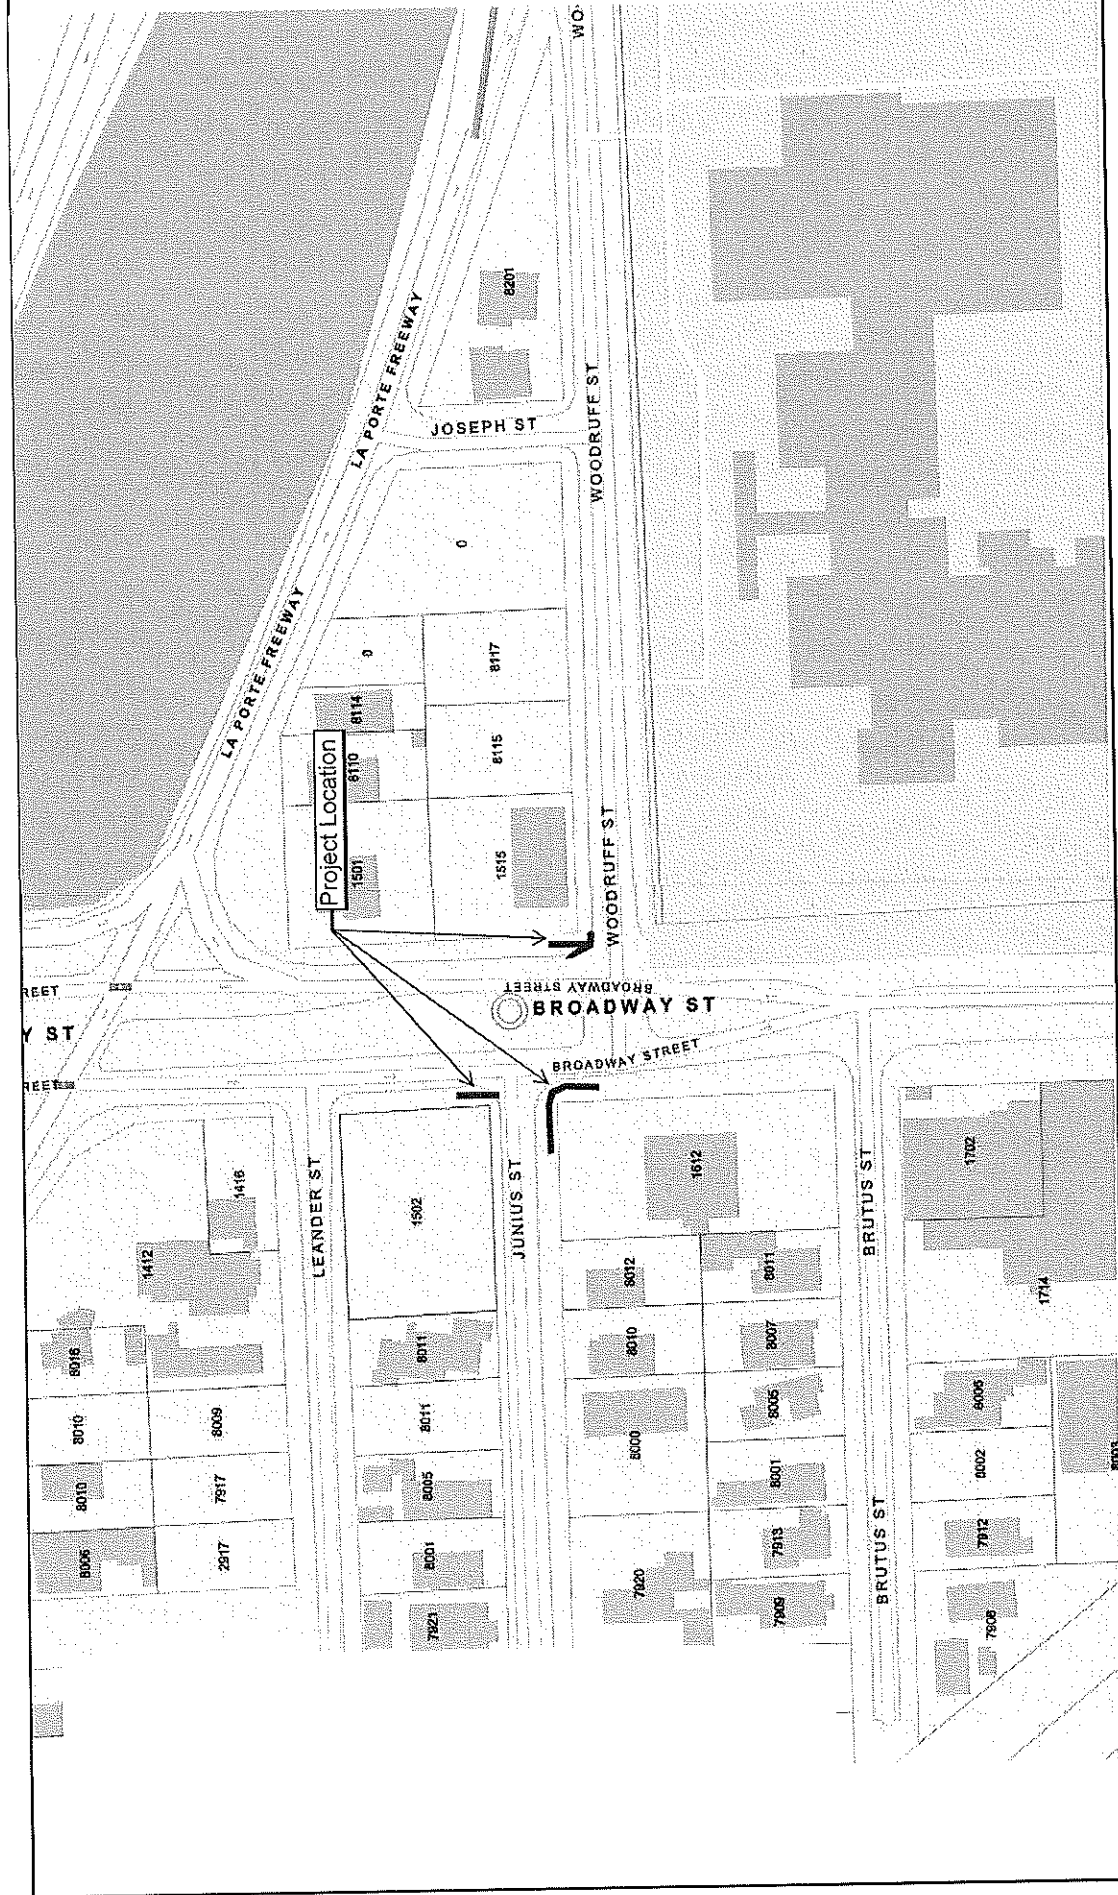 WO
LA PORTE FREEWAY
LA PORTE FREEWAY
8201
JOSEPH ST
WOODRUFF ST
0
0
8117
8114
8110
8115
Project Location
1501
1515
WOODRUFF ST
REET
BROADWAY STREET
Y ST
BROADWAY ST
REET
BROADWAY STREET
1416
1412
LEANDER ST
1502
JUNIUS ST
1612
BRUTUS ST
1702
1714
8016
8011
8012
8011
8010
8007
8010
8009
8011
8000
8005
8006
8010
7917
8005
8001
8002
8003
8006
2917
8001
7920
7913
BRUTUS ST
7912
7921
7909
7908